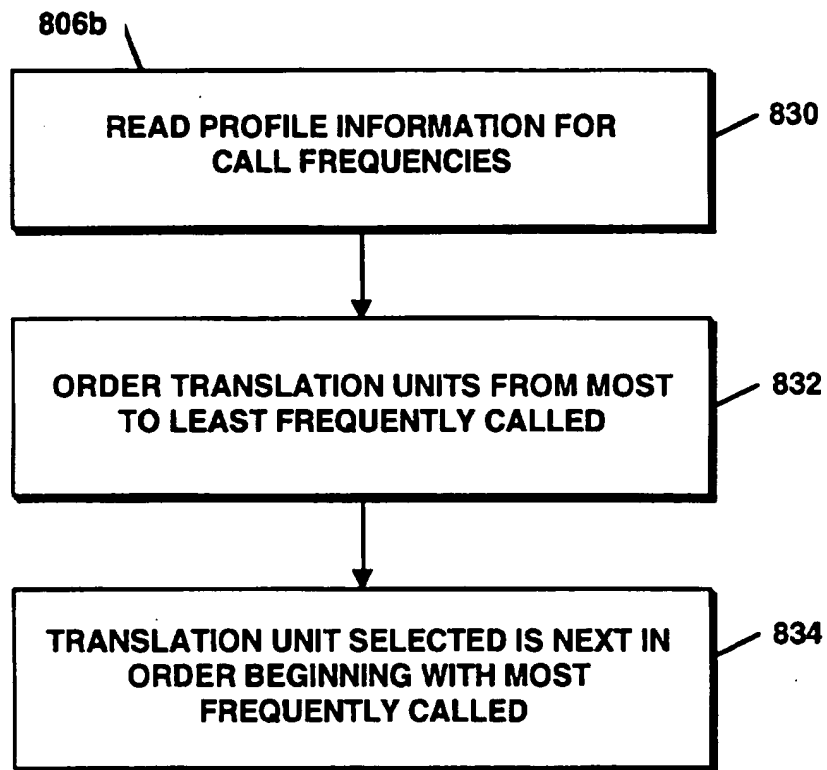 806b
READ PROFILE INFORMATION FOR
CALL FREQUENCIES
830
ORDER TRANSLATION UNITS FROM MOST
TO LEAST FREQUENTLY CALLED
832
TRANSLATION UNIT SELECTED IS NEXT IN
ORDER BEGINNING WITH MOST
FREQUENTLY CALLED
834